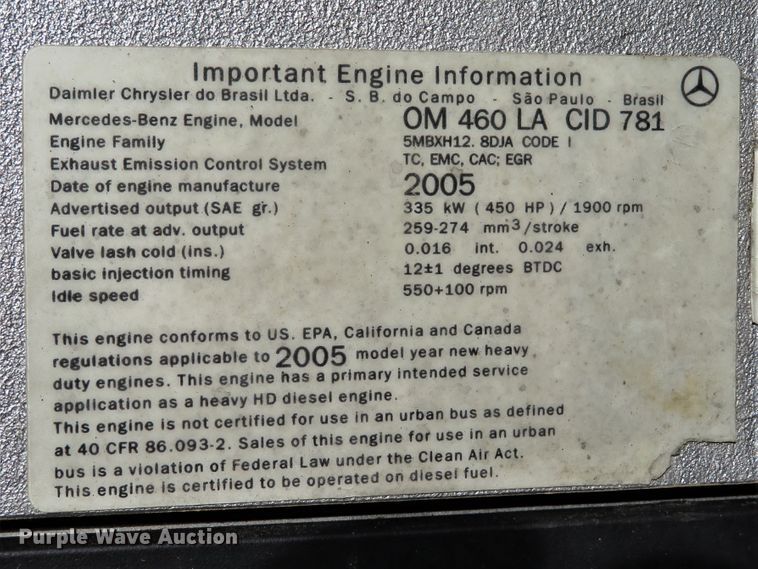 Important Engine Information
Daimler Chrysler do Brasil Ltda. - S. B. do Campo - São Paulo - Brasil
Mercedes-Benz Engine, Model OM 460 LA CID 781
Engine Family 5MBXH12. 8DJA CODE I
Exhaust Emission Control System TC, EMC, CAC; EGR
Date of engine manufacture 2005
Advertised output (SAE gr.) 335 kW ( 450 HP ) / 1900 rpm
Fuel rate at adv. output 259-274 mm3/stroke
Valve lash cold (ins.) 0.016 int. 0.024 exh.
basic injection timing 12±1 degrees BTDC
Idle speed 550+100 rpm
This engine conforms to US. EPA, California and Canada
regulations applicable to 2005 model year new heavy
duty engines. This engine has a primary intended service
application as a heavy HD diesel engine.
This engine is not certified for use in an urban bus as defined
at 40 CFR 86.093-2. Sales of this engine for use in an urban
bus is a violation of Federal Law under the Clean Air Act.
This engine is certified to be operated on diesel fuel.
Purple Wave Auction